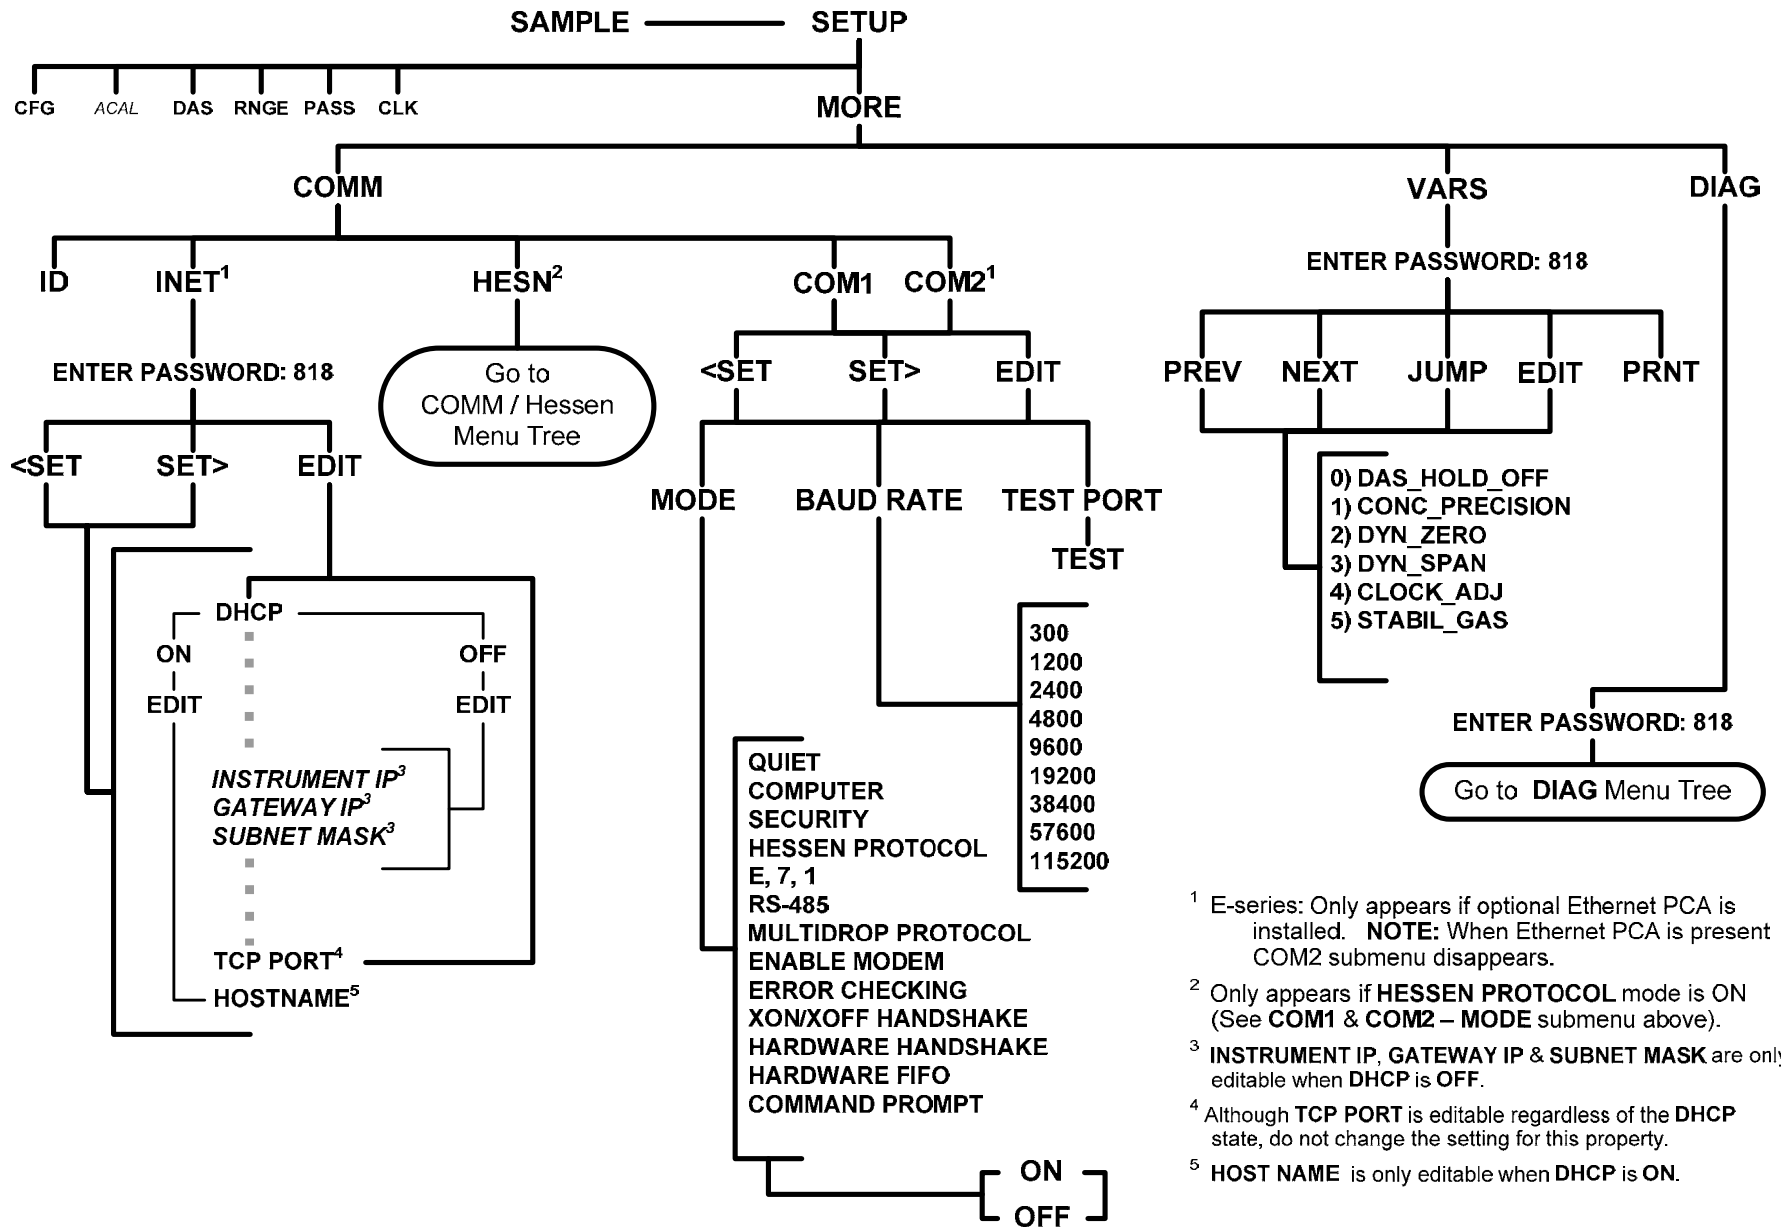 SAMPLE SETUP
CFG ACAL DAS RNGE PASS CLK MORE
COMM VARS DIAG
ID INET1 HESN2 COM1 COM21
ENTER PASSWORD: 818
ENTER PASSWORD: 818
<SET SET> EDIT
Go to
COMM / Hessen
Menu Tree
<SET SET> EDIT
PREV NEXT JUMP EDIT PRNT
MODE BAUD RATE TEST PORT
TEST
0) DAS_HOLD_OFF
1) CONC_PRECISION
2) DYN_ZERO
3) DYN_SPAN
4) CLOCK_ADJ
5) STABIL_GAS
DHCP
ON OFF
EDIT EDIT
INSTRUMENT IP3
GATEWAY IP3
SUBNET MASK3
TCP PORT4
HOSTNAME5
300
1200
2400
4800
9600
19200
38400
57600
115200
QUIET
COMPUTER
SECURITY
HESSEN PROTOCOL
E, 7, 1
RS-485
MULTIDROP PROTOCOL
ENABLE MODEM
ERROR CHECKING
XON/XOFF HANDSHAKE
HARDWARE HANDSHAKE
HARDWARE FIFO
COMMAND PROMPT
ON
OFF
ENTER PASSWORD: 818
Go to DIAG Menu Tree
1 E-series: Only appears if optional Ethernet PCA is
installed. NOTE: When Ethernet PCA is present
COM2 submenu disappears.
2 Only appears if HESSEN PROTOCOL mode is ON
(See COM1 & COM2 – MODE submenu above).
3 INSTRUMENT IP, GATEWAY IP & SUBNET MASK are only
editable when DHCP is OFF.
4 Although TCP PORT is editable regardless of the DHCP
state, do not change the setting for this property.
5 HOST NAME is only editable when DHCP is ON.